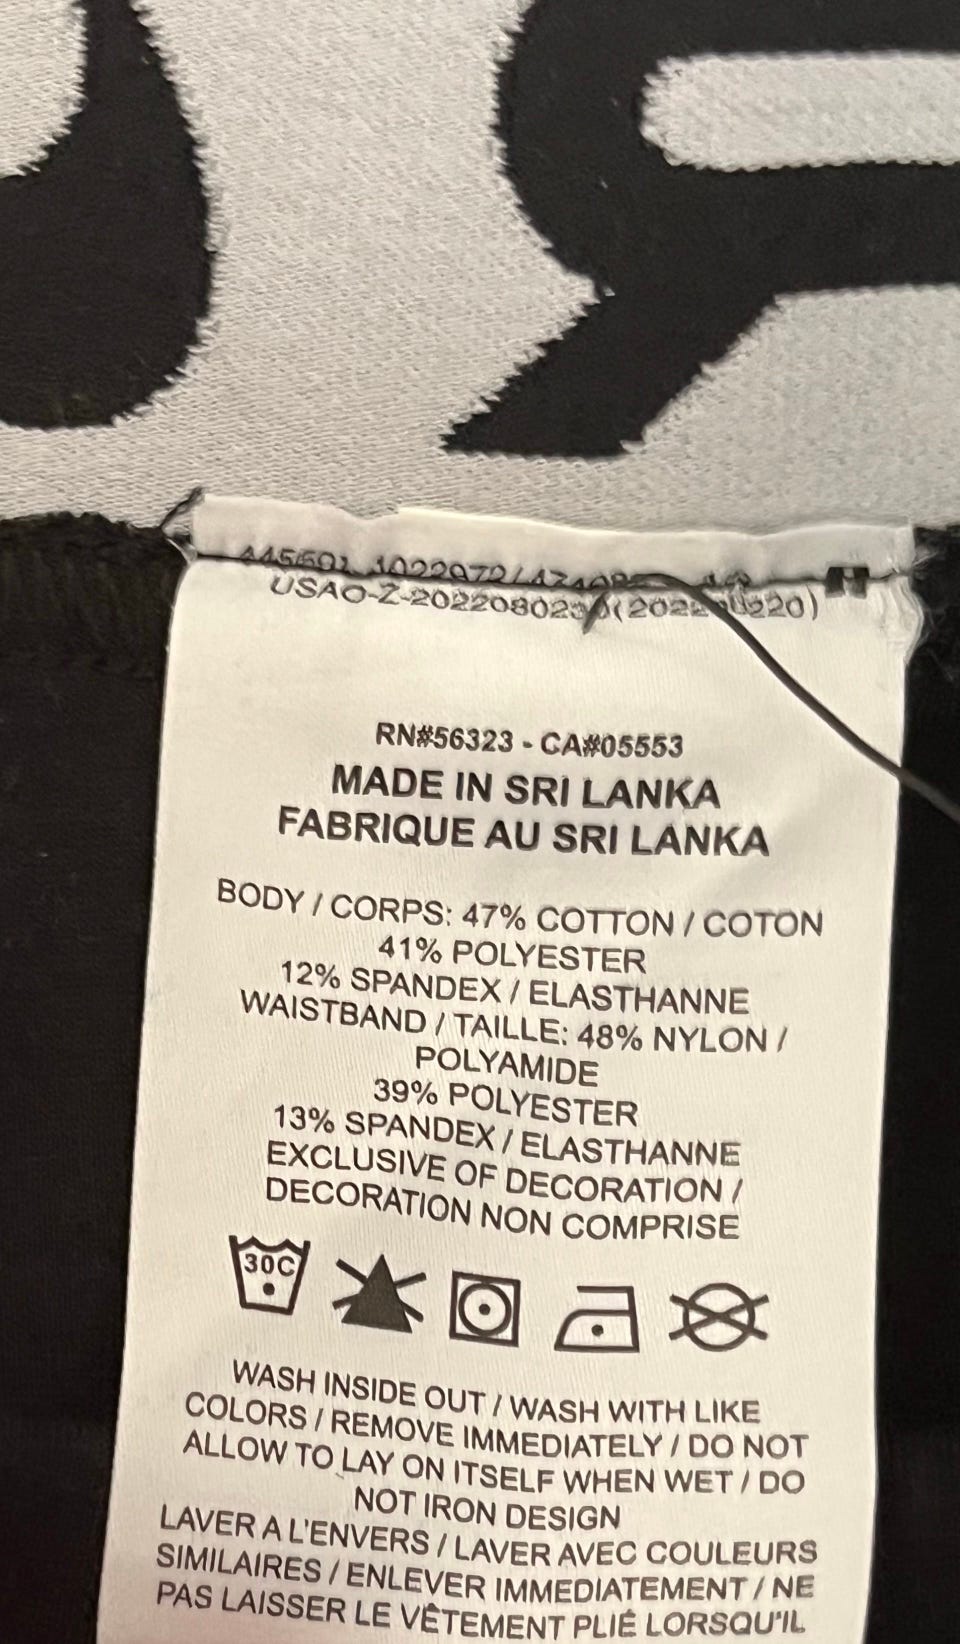 445501
USAO-Z-202208023
RN#56323 - CA#05553
MADE IN SRI LANKA
FABRIQUE AU SRI LANKA
BODY / CORPS: 47% COTTON / COTON
41% POLYESTER
12% SPANDEX / ELASTHANNE
WAISTBAND / TAILLE: 48% NYLON /
POLYAMIDE
39% POLYESTER
13% SPANDEX / ELASTHANNE
EXCLUSIVE OF DECORATION /
DECORATION NON COMPRISE
30C
WASH INSIDE OUT / WASH WITH LIKE
COLORS / REMOVE IMMEDIATELY / DO NOT
ALLOW TO LAY ON ITSELF WHEN WET / DO
NOT IRON DESIGN
LAVER A L'ENVERS / LAVER AVEC COULEURS
SIMILAIRES / ENLEVER IMMEDIATEMENT / NE
PAS LAISSER LE VÊTEMENT PLIÉ LORSQU'IL